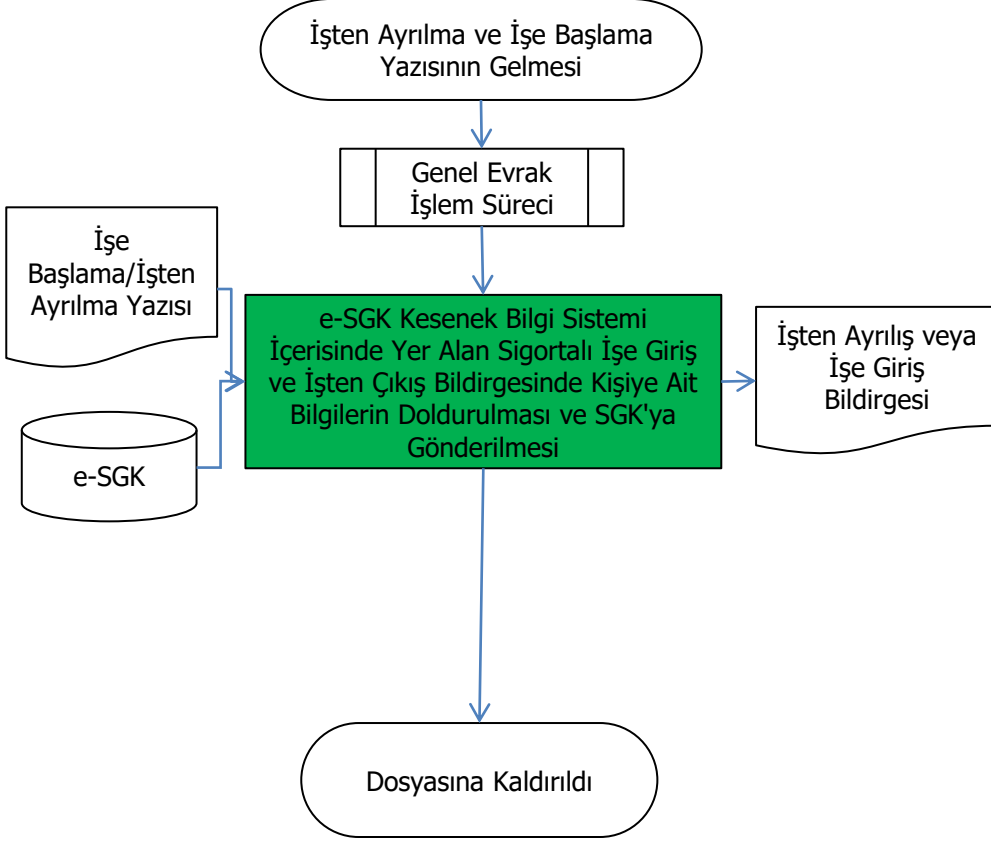 İşten Ayrılma ve İşe Başlama
Yazısının Gelmesi
Genel Evrak
İşlem Süreci
İşe
Başlama/İşten
Ayrılma Yazısı
e-SGK
e-SGK Kesenek Bilgi Sistemi
İçerisinde Yer Alan Sigortalı İşe Giriş
ve İşten Çıkış Bildirgesinde Kişiye Ait
Bilgilerin Doldurulması ve SGK'ya
Gönderilmesi
İşten Ayrılış veya
İşe Giriş
Bildirgesi
Dosyasına Kaldırıldı